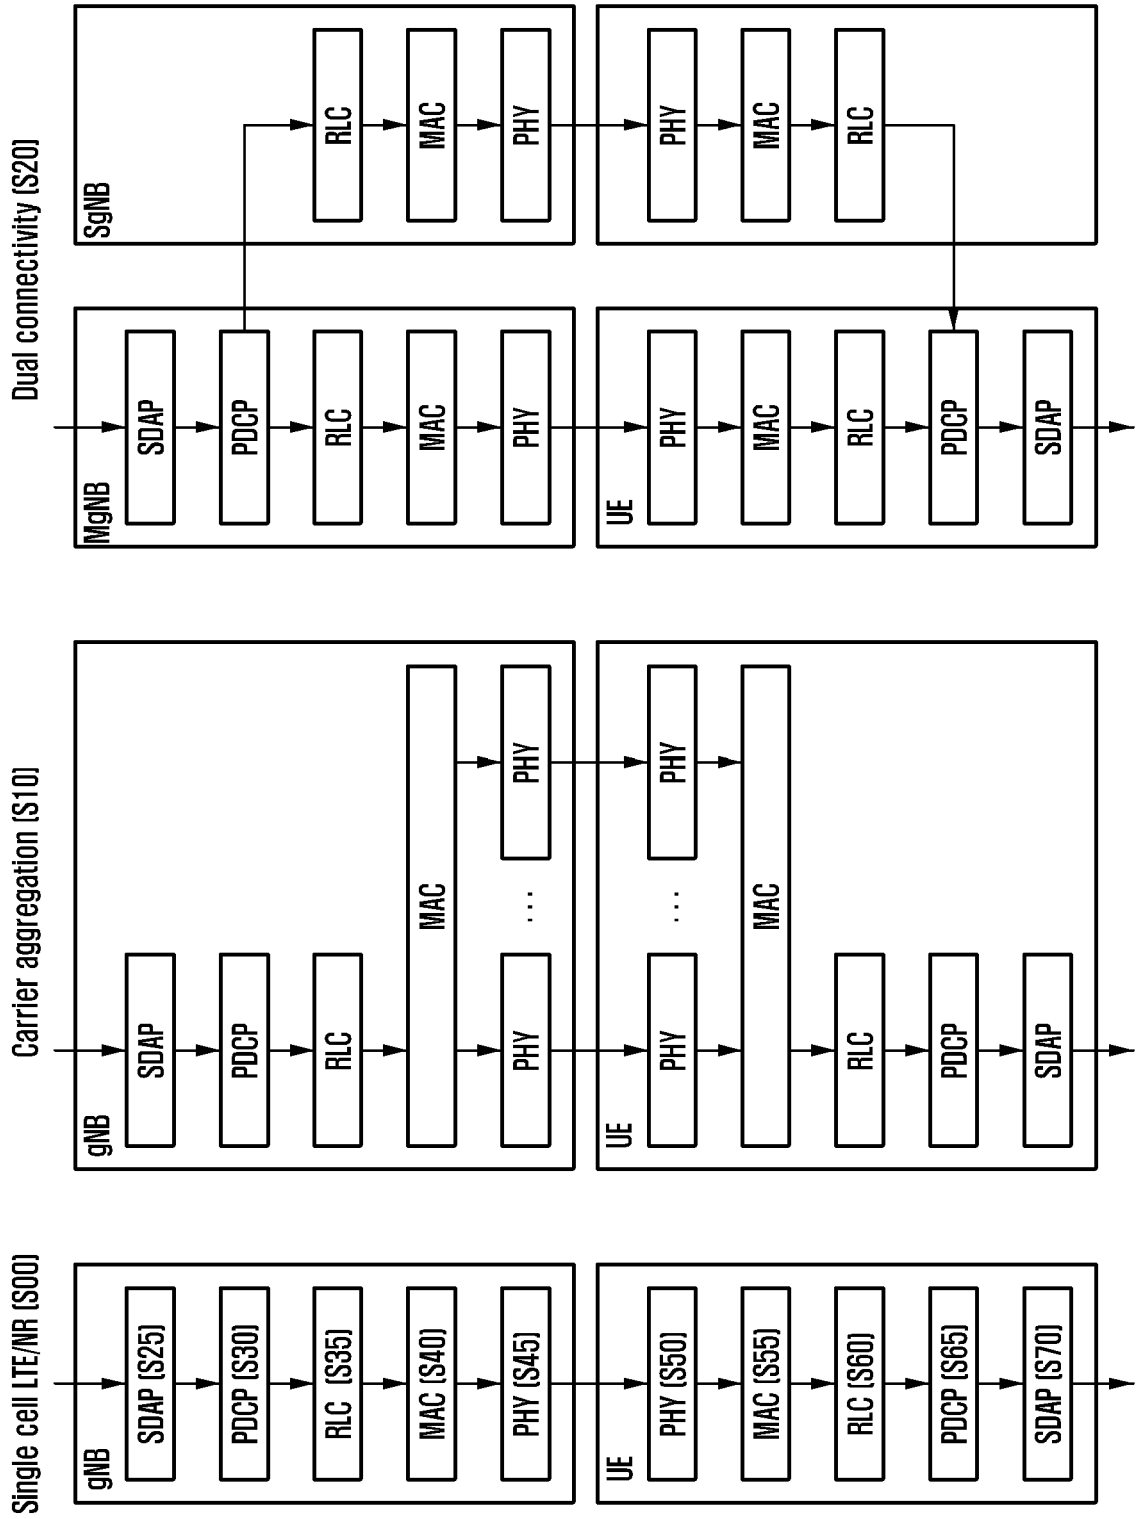 Single cell LTE/NR (S00)
gNB
SDAP (S25)
PDCP (S30)
RLC (S35)
MAC (S40)
PHY (S45)
UE
PHY (S50)
MAC (S55)
RLC (S60)
PDCP (S65)
SDAP (S70)
Carrier aggregation (S10)
gNB
SDAP
PDCP
RLC
MAC
PHY ... PHY
UE
PHY ... PHY
MAC
RLC
PDCP
SDAP
Dual connectivity (S20)
MgNB
SDAP
PDCP
RLC
MAC
PHY
SgNB
RLC
MAC
PHY
UE
PHY
MAC
RLC
PDCP
SDAP
PHY
MAC
RLC